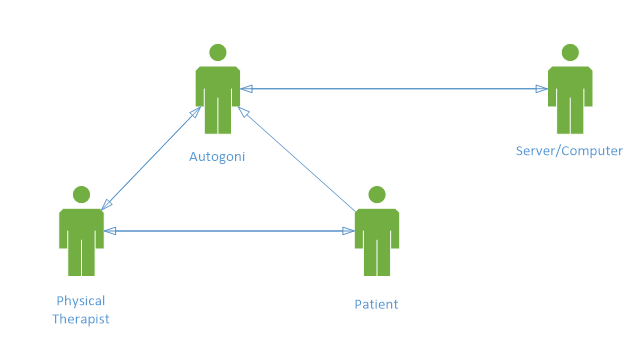 Autogoni
Server/Computer
Physical
Therapist
Patient